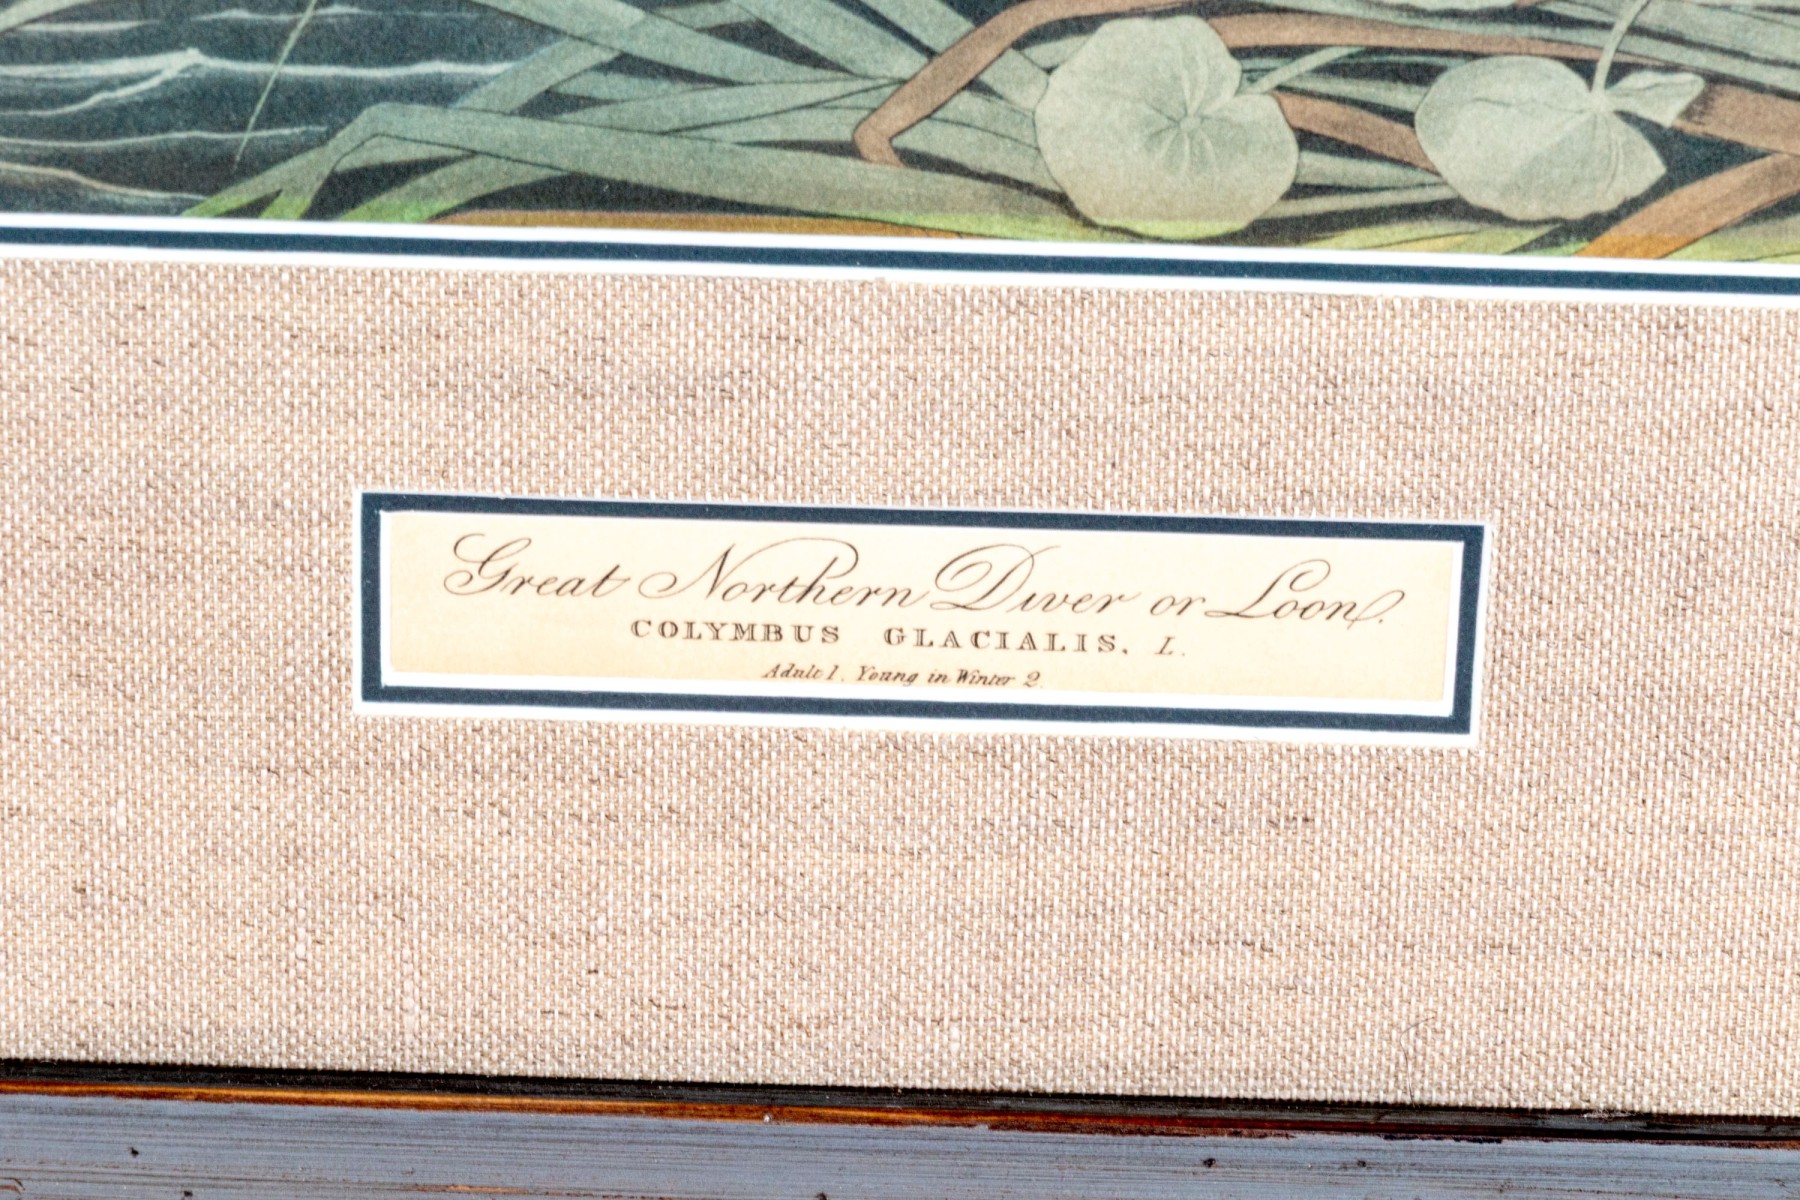 Great Northern Diver or Loon.
COLYMBUS GLACIALIS, L.
Adult 1. Young in Winter 2.